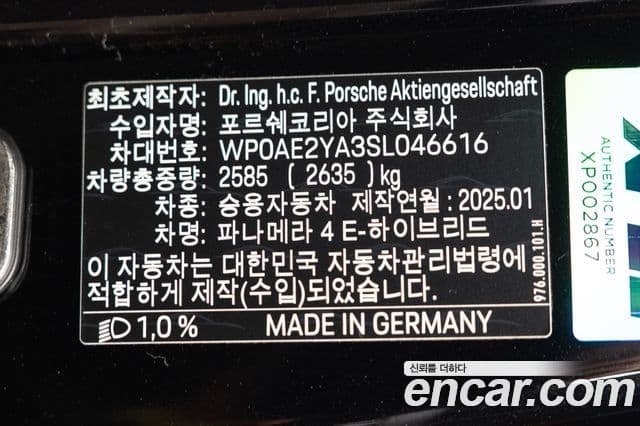 최초제작자: Dr. Ing. h.c. F. Porsche Aktiengesellschaft
수입자명: 포르쉐코리아 주식회사
차대번호: WP0AE2YA3SL046616
차량총중량: 2585 ( 2635 ) kg
차종: 승용자동차 제작연월: 2025.01
차명: 파나메라 4 E-하이브리드
이 자동차는 대한민국 자동차관리법령에
적합하게 제작(수입)되었습니다.
1,0% MADE IN GERMANY
976.000.101.H
AUTHENTIC NUMBER
XP002867
신뢰를 더하다
encar.com